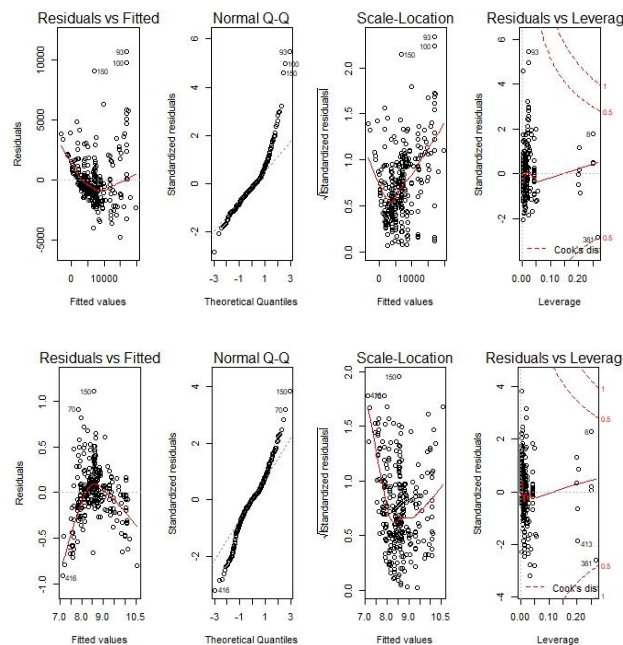 Residuals vs Fitted
Normal Q-Q
Scale-Location
Residuals vs Leverage
Residuals
-5000 0 5000 10000
93
100
150
0 10000
Fitted values
Standardized residuals
-2 0 2 4 6
93
100
150
-3 -1 1 3
Theoretical Quantiles
√Standardized residuals
0.0 0.5 1.0 1.5 2.0
93
100
150
0 10000
Fitted values
Standardized residuals
-2 0 2 4 6
93
8
381
1
0.5
0.5
Cook's dist
0.00 0.10 0.20
Leverage
Residuals vs Fitted
Normal Q-Q
Scale-Location
Residuals vs Leverage
Residuals
-1.0 -0.5 0.0 0.5 1.0
150
70
416
7.0 8.0 9.0 10.5
Fitted values
Standardized residuals
-2 0 2 4
150
70
416
-3 -1 1 3
Theoretical Quantiles
√Standardized residuals
0.0 0.5 1.0 1.5 2.0
150
416
7.0 8.0 9.0 10.5
Fitted values
Standardized residuals
-4 -2 0 2 4
8
413
381
1
0.5
0.5
1
Cook's dist
0.00 0.10 0.20
Leverage